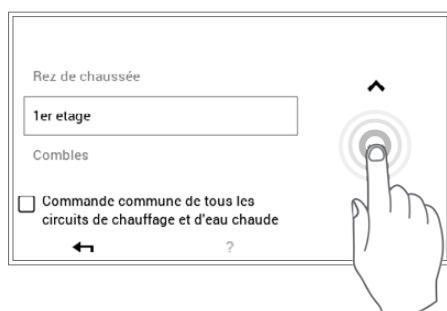 Rez de chaussée
1er etage
Combles
Commande commune de tous les
circuits de chauffage et d'eau chaude
?